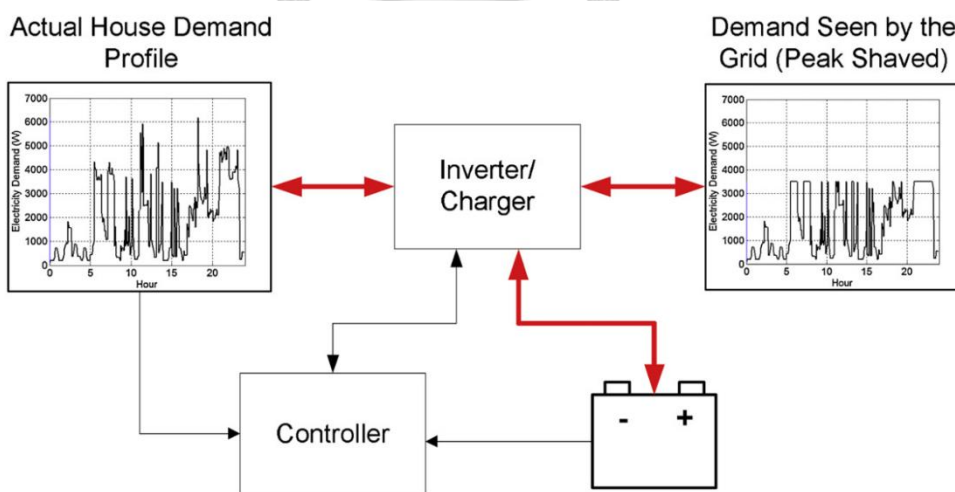 Actual House Demand
Profile
Demand Seen by the
Grid (Peak Shaved)
7000
6000
5000
4000
3000
2000
1000
0
Electricity Demand (W)
0 5 10 15 20
Hour
Inverter/
Charger
7000
6000
5000
4000
3000
2000
1000
0
Electricity Demand (W)
0 5 10 15 20
Hour
Controller
- +